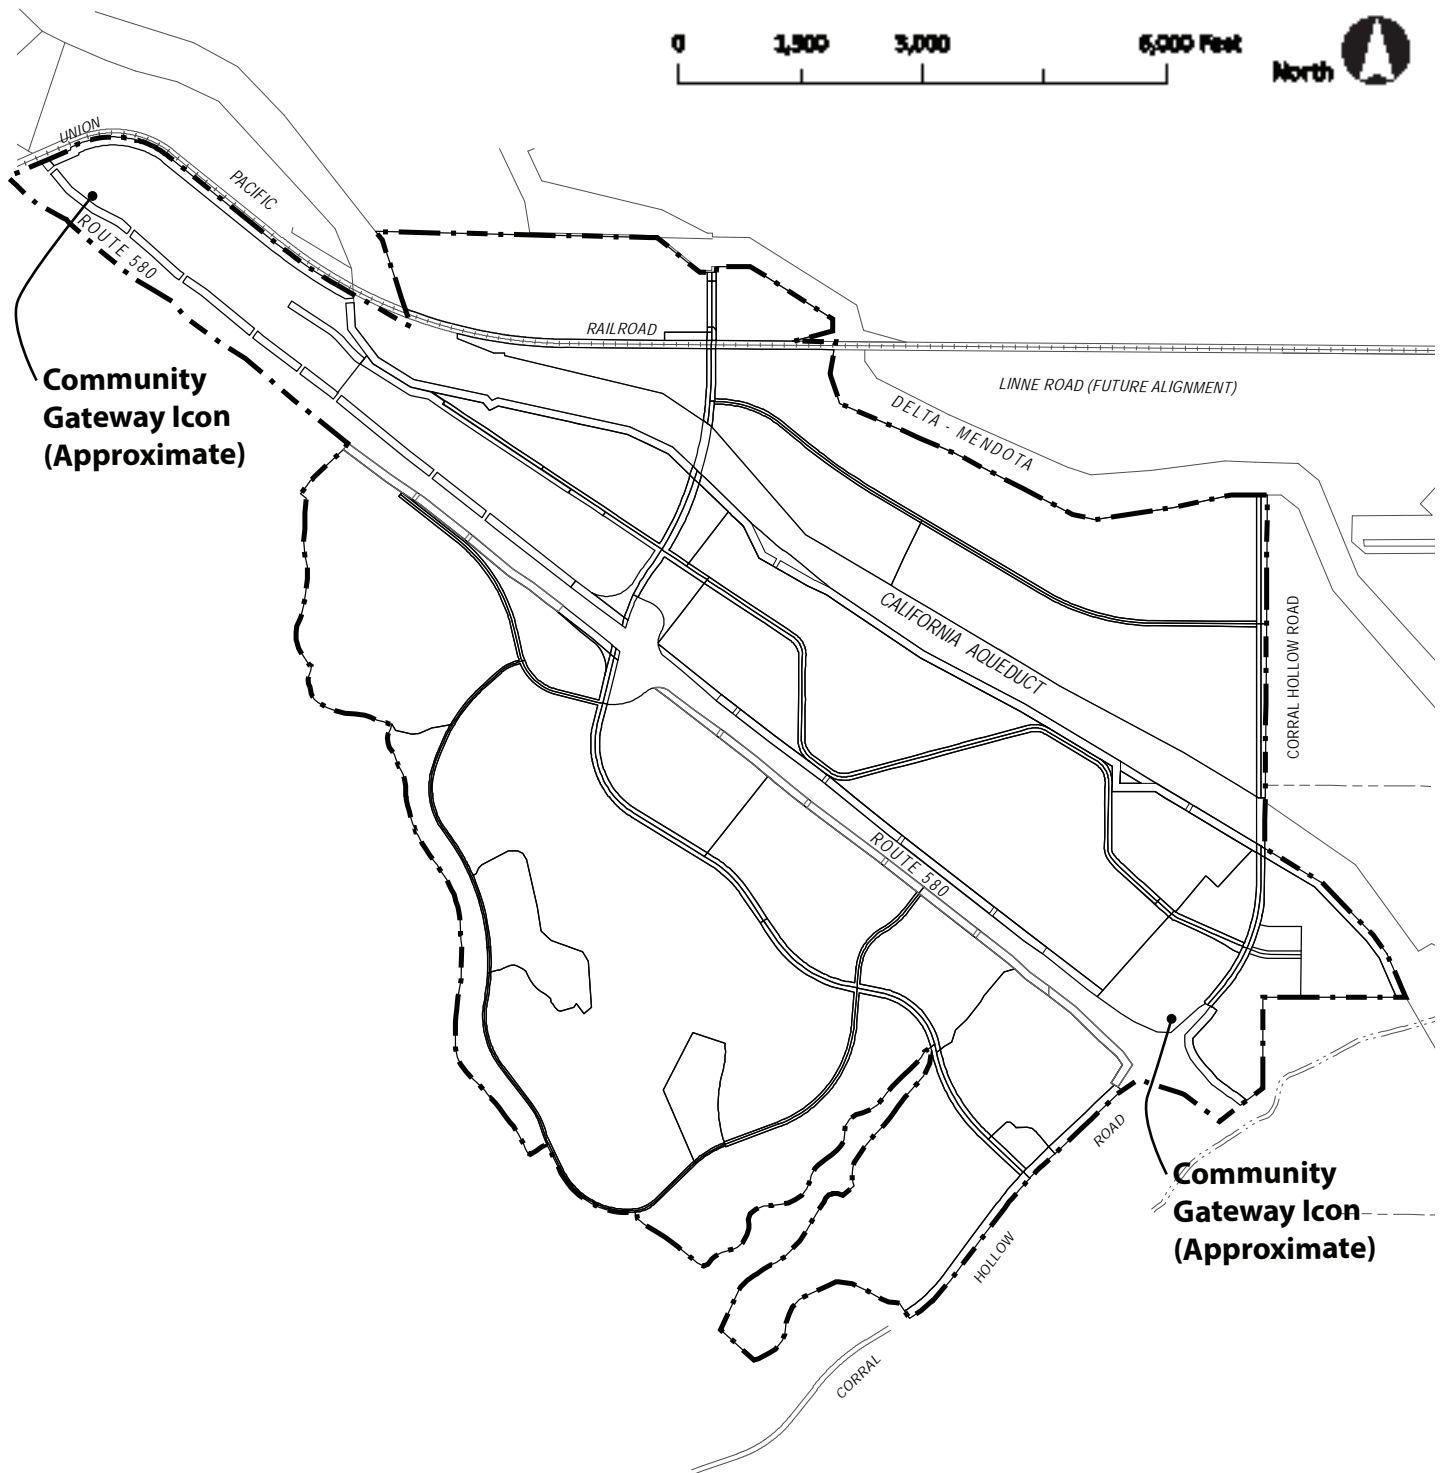 0 1,500 3,000 6,000 Feet
North
UNION
PACIFIC
ROUTE 580
RAILROAD
Community
Gateway Icon
(Approximate)
LINNE ROAD (FUTURE ALIGNMENT)
DELTA - MENDOTA
CALIFORNIA AQUEDUCT
CORRAL HOLLOW ROAD
ROUTE 580
ROAD
Community
Gateway Icon
(Approximate)
HOLLOW
CORRAL